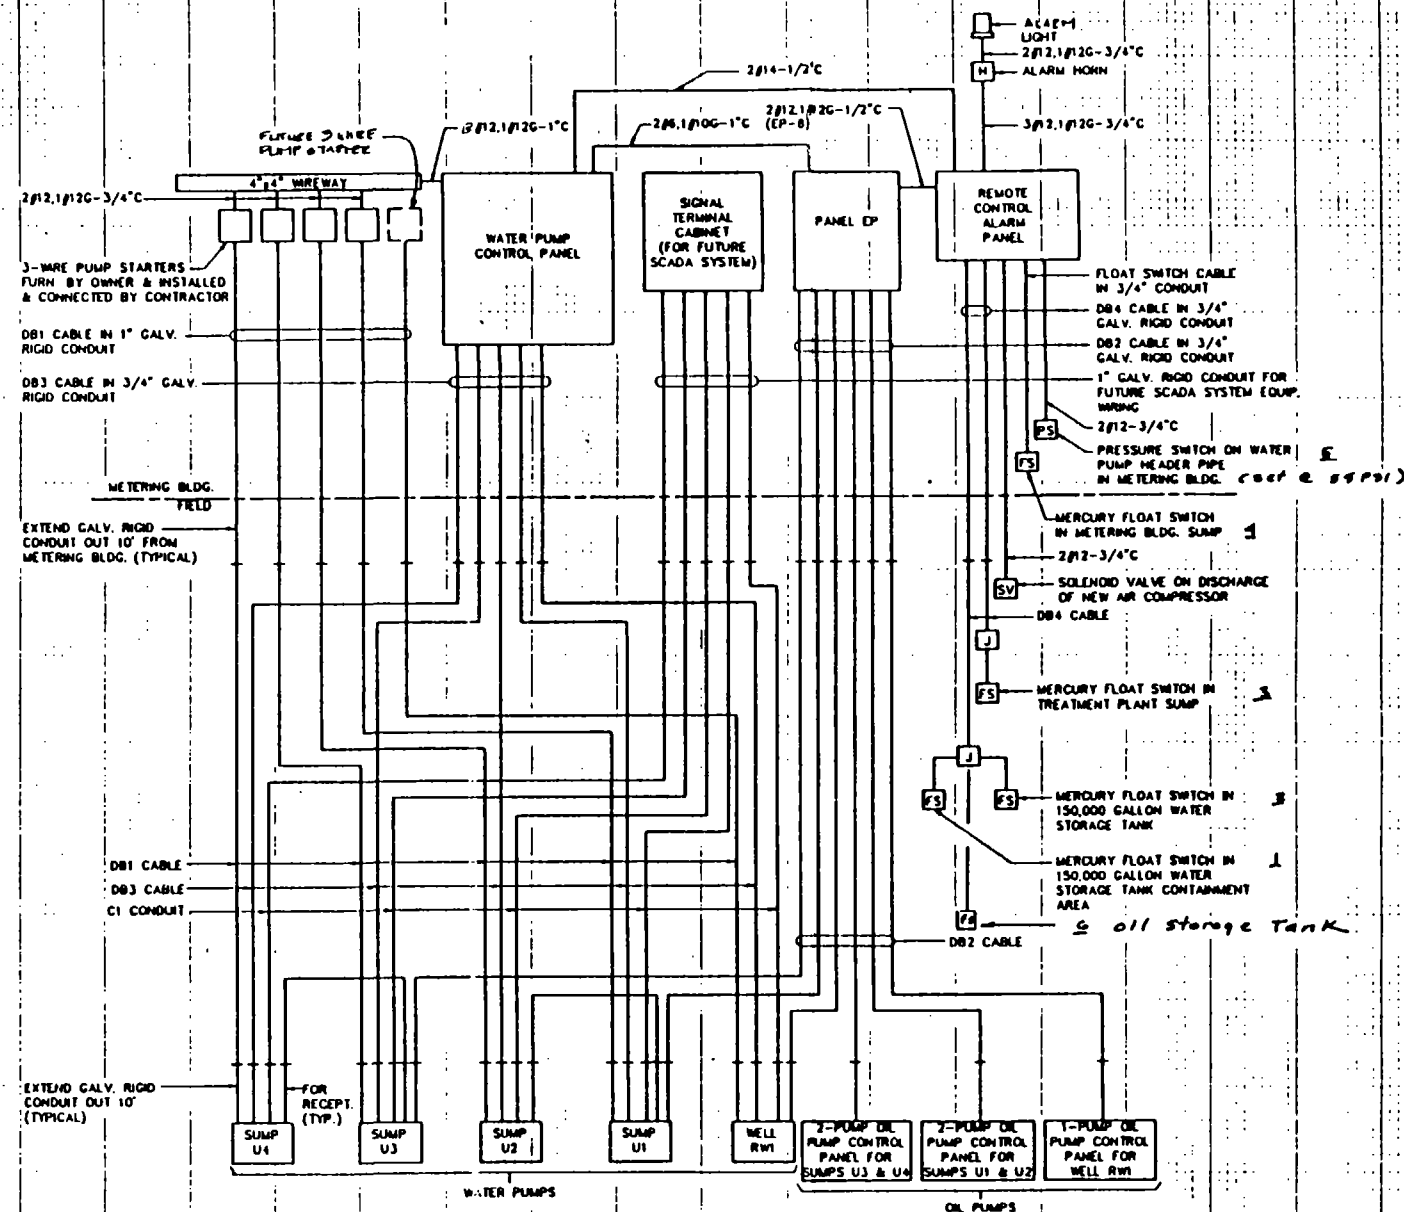 ALARM
LIGHT
2#12,1#12G-3/4"C
H
ALARM HORN
2#14-1/2"C
3#12,1#12G-3/4"C
2#12,1#12G-1/2"C
(EP-8)
2#6,1#10G-1"C
#12,1#12G-1"C
FUTURE
PUMP STARTER
4"x4" WIREWAY
2#12,1#12G-3/4"C
3-WIRE PUMP STARTERS
FURN BY OWNER & INSTALLED
& CONNECTED BY CONTRACTOR
WATER PUMP
CONTROL PANEL
SIGNAL
TERMINAL
CABINET
(FOR FUTURE
SCADA SYSTEM)
PANEL EP
REMOTE
CONTROL
ALARM
PANEL
DB1 CABLE IN 1" GALV.
RIGID CONDUIT
DB3 CABLE IN 3/4" GALV.
RIGID CONDUIT
FLOAT SWITCH CABLE
IN 3/4" CONDUIT
DB4 CABLE IN 3/4"
GALV. RIGID CONDUIT
DB2 CABLE IN 3/4"
GALV. RIGID CONDUIT
1" GALV. RIGID CONDUIT FOR
FUTURE SCADA SYSTEM EQUIP.
WIRING
2#12-3/4"C
PS
PRESSURE SWITCH ON WATER
PUMP HEADER PIPE
IN METERING BLDG.
5
(set @ 55 PSI)
FS
METERING BLDG.
FIELD
MERCURY FLOAT SWITCH
IN METERING BLDG. SUMP
4
EXTEND GALV. RIGID
CONDUIT OUT 10' FROM
METERING BLDG. (TYPICAL)
2#12-3/4"C
SV
SOLENOID VALVE ON DISCHARGE
OF NEW AIR COMPRESSOR
DB4 CABLE
J
FS
MERCURY FLOAT SWITCH IN
TREATMENT PLANT SUMP
3
J
FS
FS
MERCURY FLOAT SWITCH IN
150,000 GALLON WATER
STORAGE TANK
MERCURY FLOAT SWITCH IN
150,000 GALLON WATER
STORAGE TANK CONTAINMENT
AREA
1
FS
6 oil storage Tank
DB1 CABLE
DB3 CABLE
C1 CONDUIT
DB2 CABLE
EXTEND GALV. RIGID
CONDUIT OUT 10'
(TYPICAL)
FOR
RECEPT.
(TYP.)
SUMP
U4
SUMP
U3
SUMP
U2
SUMP
U1
WELL
RW1
2-PUMP OIL
PUMP CONTROL
PANEL FOR
SUMPS U3 & U4
2-PUMP OIL
PUMP CONTROL
PANEL FOR
SUMPS U1 & U2
1-PUMP OIL
PUMP CONTROL
PANEL FOR
WELL RW1
WATER PUMPS
OIL PUMPS